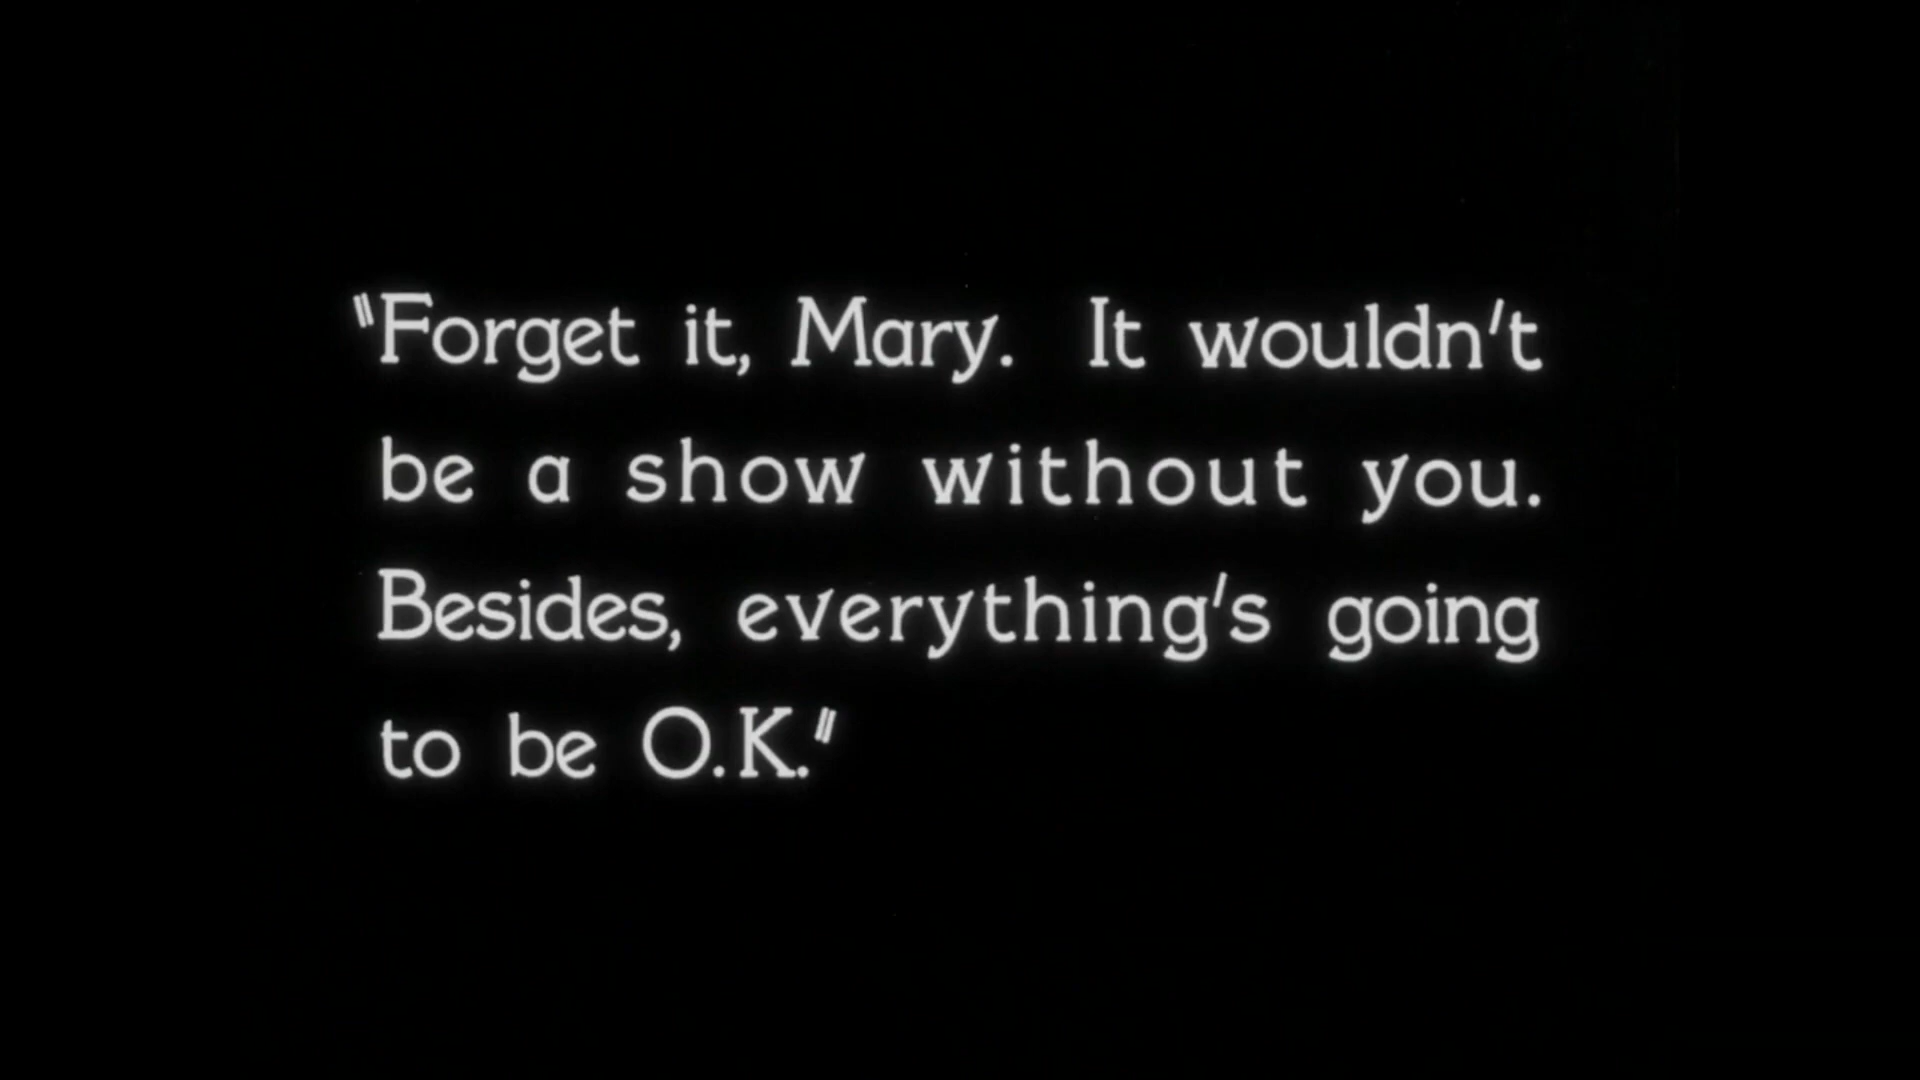 "Forget it, Mary. It wouldn't
be a show without you.
Besides, everything's going
to be O.K."